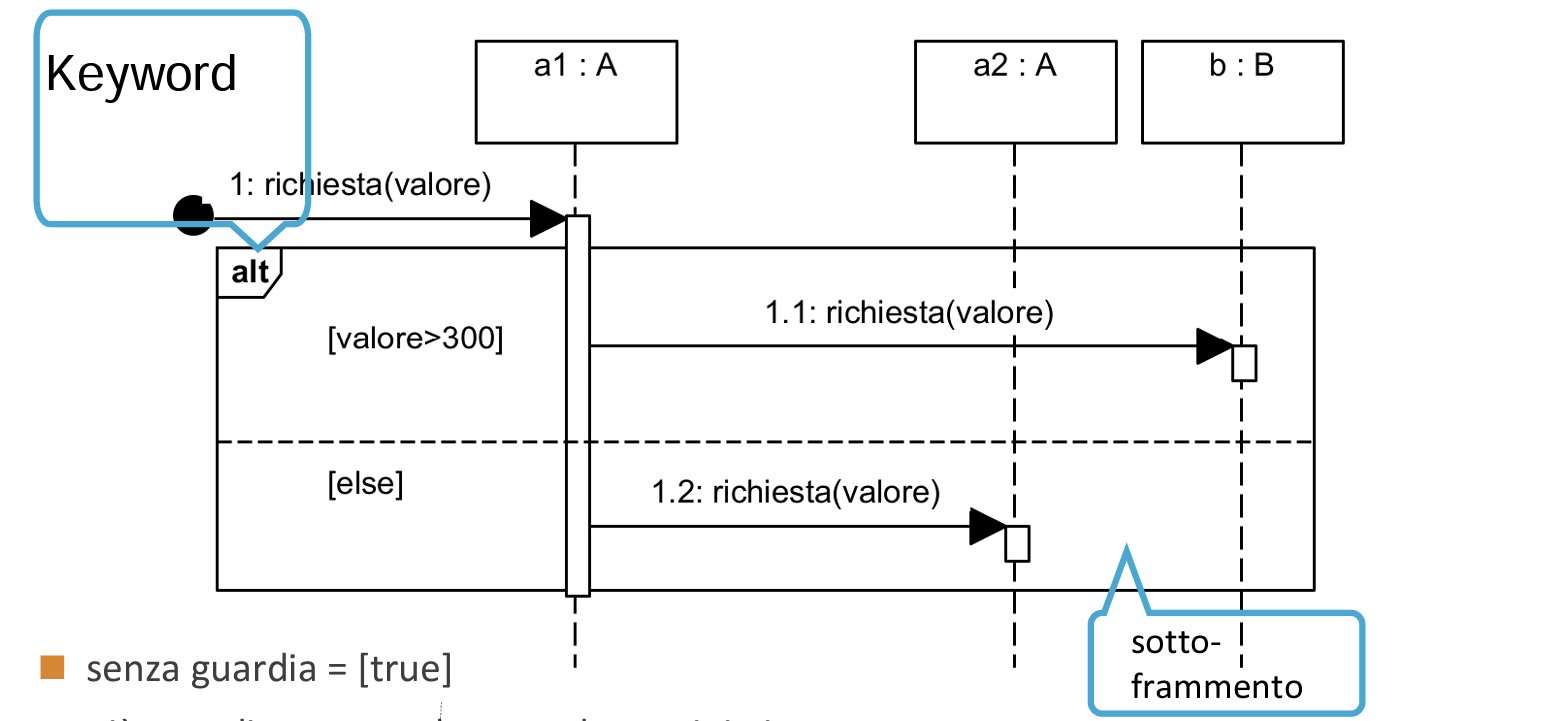 Keyword
a1 : A
a2 : A
b : B
1: richiesta(valore)
alt
[valore>300]
1.1: richiesta(valore)
[else]
1.2: richiesta(valore)
sotto-
frammento
senza guardia = [true]